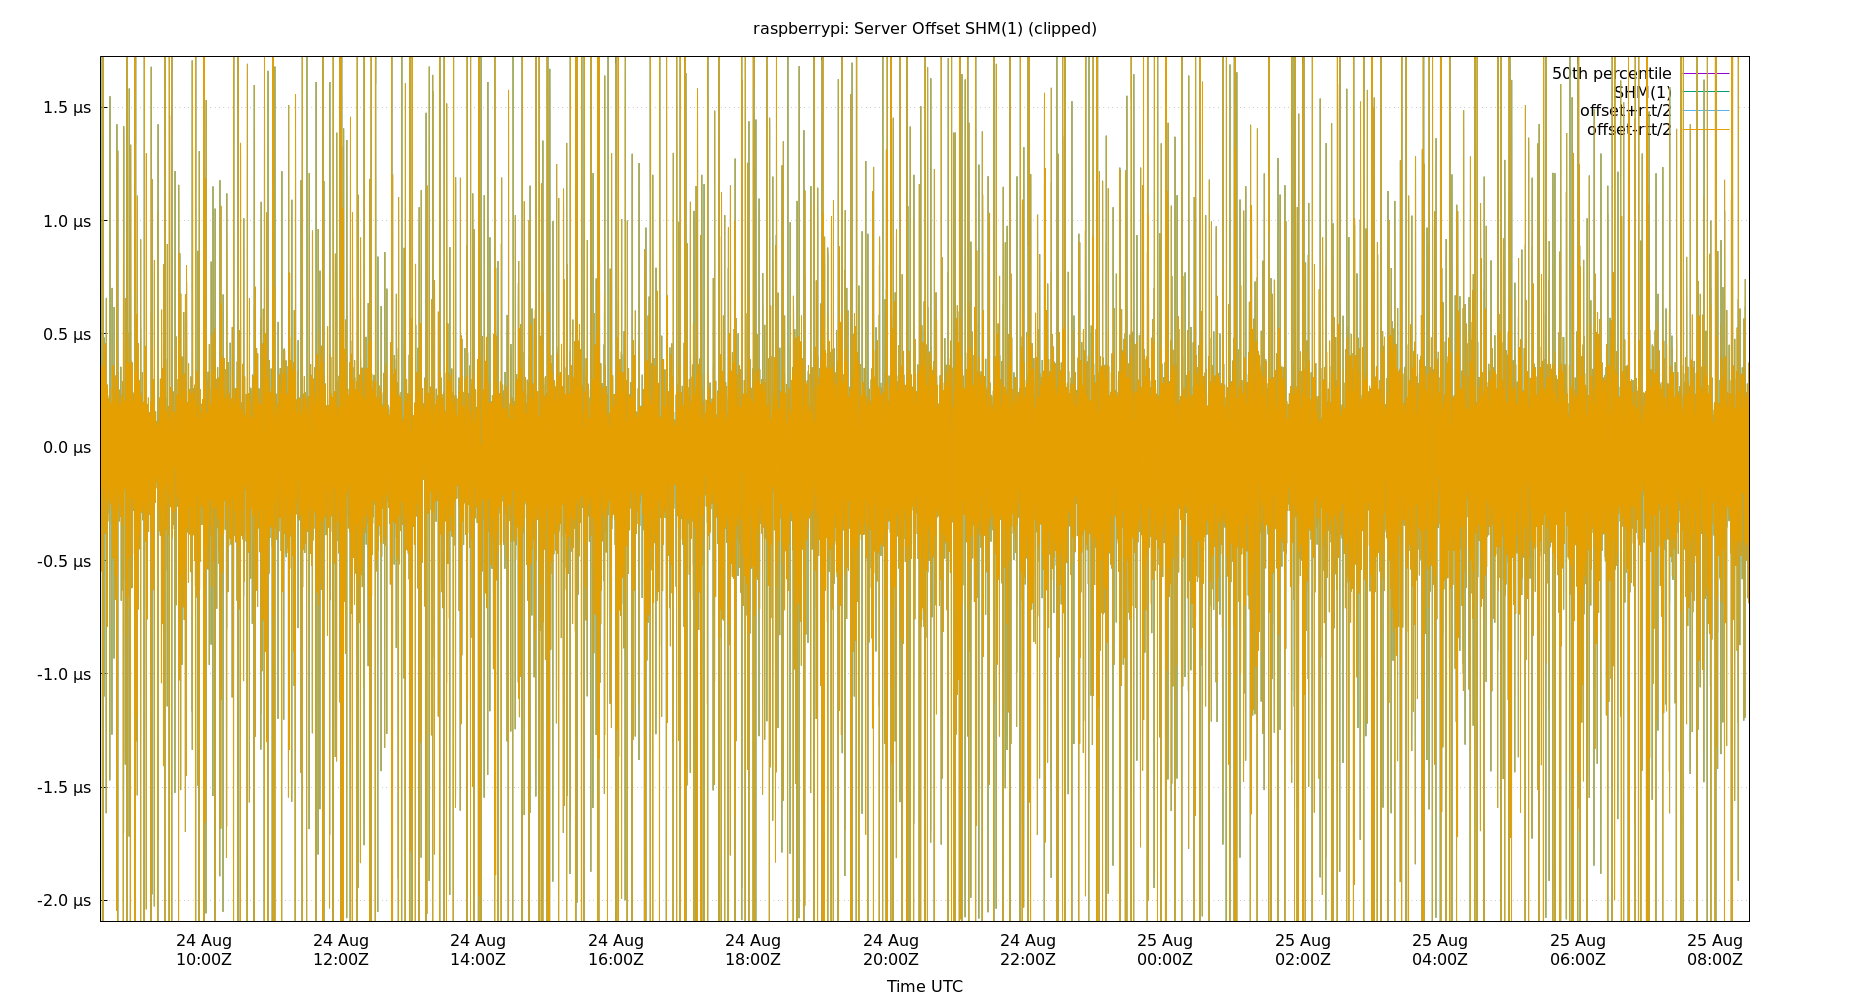 raspberrypi: Server Offset SHM(1) (clipped)
50th percentile
SHM(1)
offset+rtt/2
offset-rtt/2
1.5 µs
1.0 µs
0.5 µs
0.0 µs
-0.5 µs
-1.0 µs
-1.5 µs
-2.0 µs
24 Aug 24 Aug 24 Aug 24 Aug 24 Aug 24 Aug 24 Aug 25 Aug 25 Aug 25 Aug 25 Aug 25 Aug
10:00Z 12:00Z 14:00Z 16:00Z 18:00Z 20:00Z 22:00Z 00:00Z 02:00Z 04:00Z 06:00Z 08:00Z
Time UTC